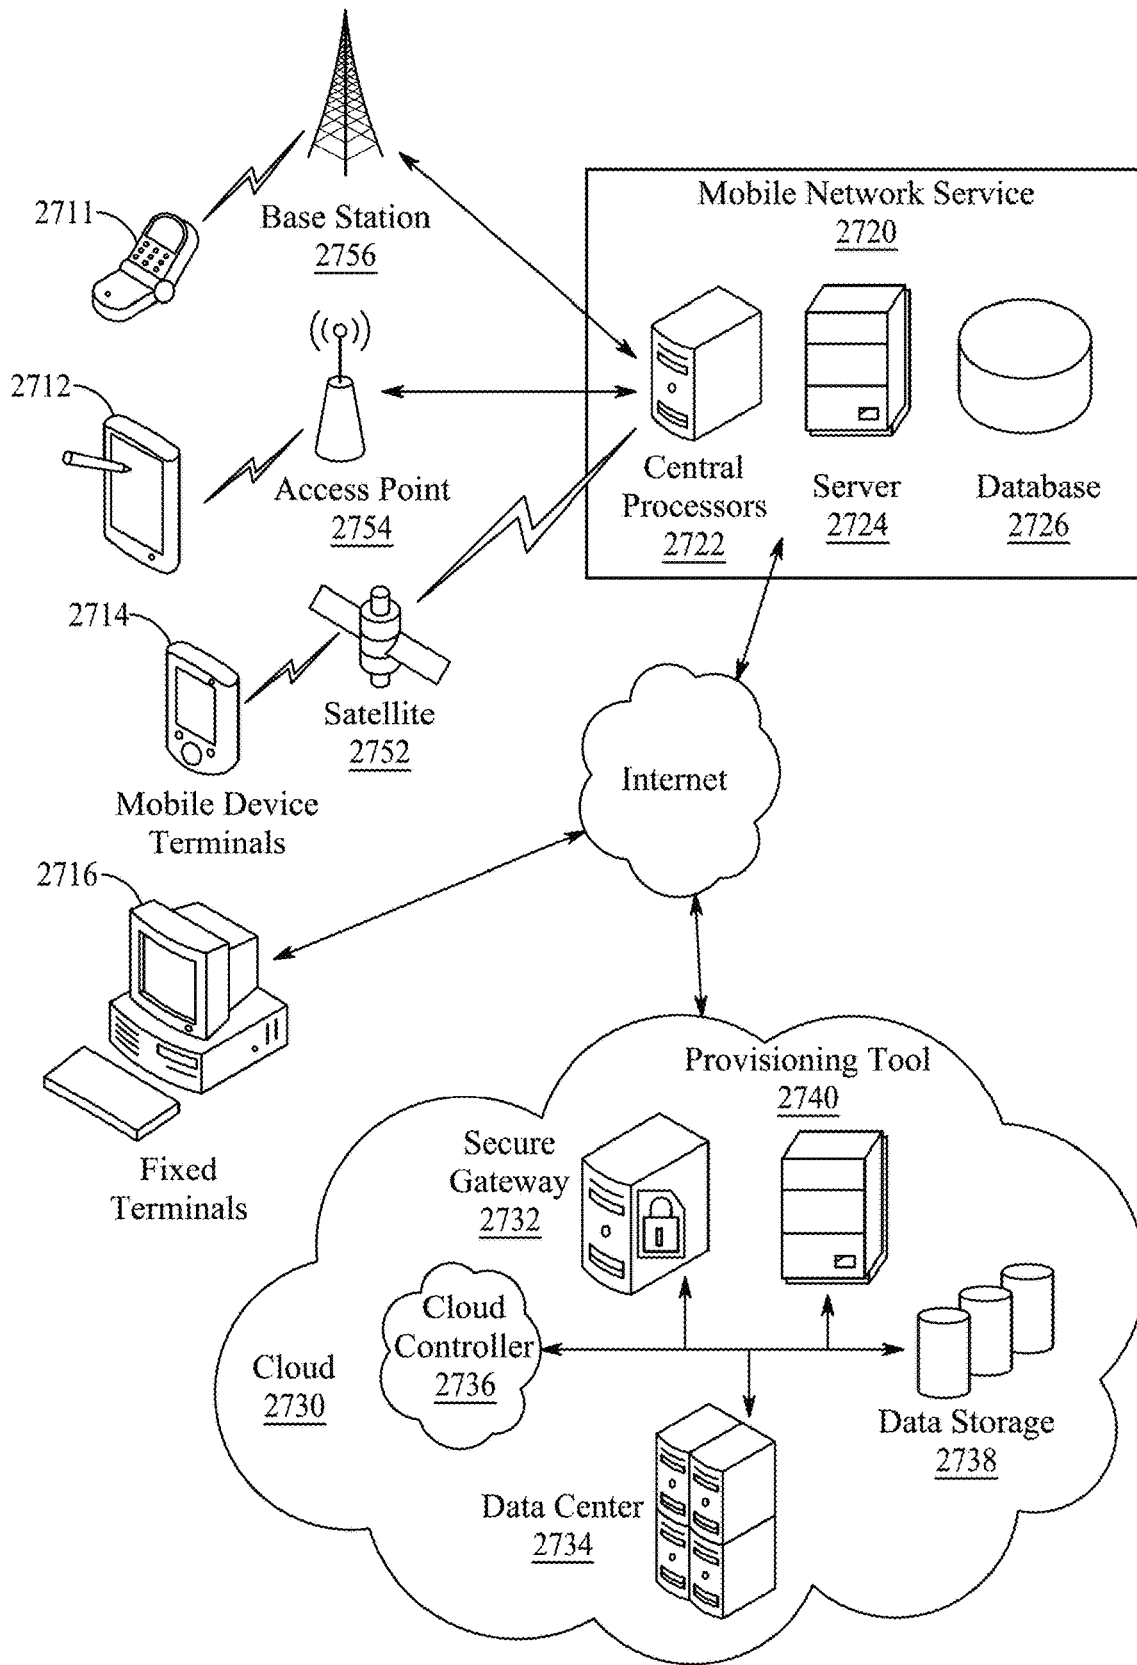 2711
Base Station
2756
Mobile Network Service
2720
2712
Access Point
2754
Central
Processors
2722
Server
2724
Database
2726
2714
Satellite
2752
Mobile Device
Terminals
Internet
2716
Fixed
Terminals
Provisioning Tool
2740
Secure
Gateway
2732
Cloud
Controller
2736
Cloud
2730
Data Storage
2738
Data Center
2734